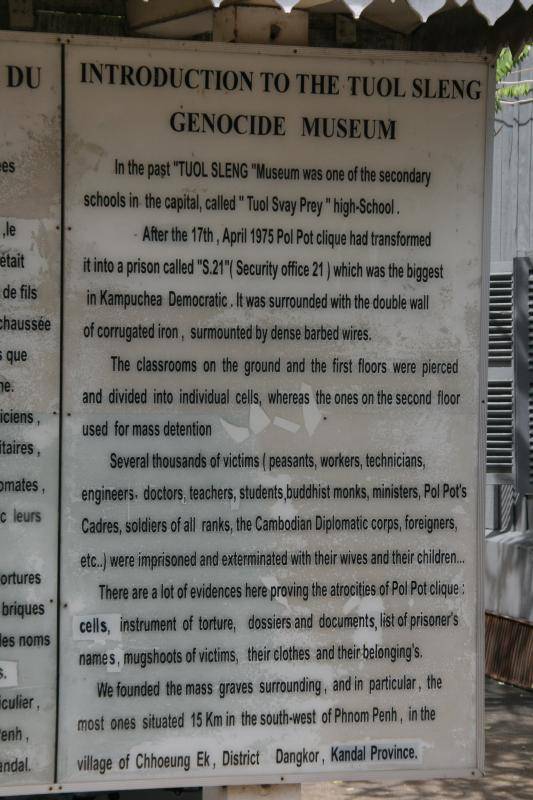 DU
ées
,le
était
de fils
chaussée
s que
ne.
iciens ,
itaires ,
omates ,
c leurs
ortures
briques
les noms
s.
iculier ,
Penh ,
andal.
INTRODUCTION TO THE TUOL SLENG
GENOCIDE MUSEUM
In the past "TUOL SLENG "Museum was one of the secondary
schools in the capital, called " Tuol Svay Prey " high-School .
After the 17th , April 1975 Pol Pot clique had transformed
it into a prison called "S.21"( Security office 21 ) which was the biggest
in Kampuchea Democratic . It was surrounded with the double wall
of corrugated iron , surmounted by dense barbed wires.
The classrooms on the ground and the first floors were pierced
and divided into individual cells, whereas the ones on the second floor
used for mass detention
Several thousands of victims ( peasants, workers, technicians,
engineers, doctors, teachers, students,buddhist monks, ministers, Pol Pot's
Cadres, soldiers of all ranks, the Cambodian Diplomatic corps, foreigners,
etc..) were imprisoned and exterminated with their wives and their children...
There are a lot of evidences here proving the atrocities of Pol Pot clique :
cells, instrument of torture, dossiers and documents, list of prisoner's
names, mugshoots of victims, their clothes and their belonging's.
We founded the mass graves surrounding , and in particular , the
most ones situated 15 Km in the south-west of Phnom Penh , in the
village of Chhoeung Ek , District Dangkor , Kandal Province.